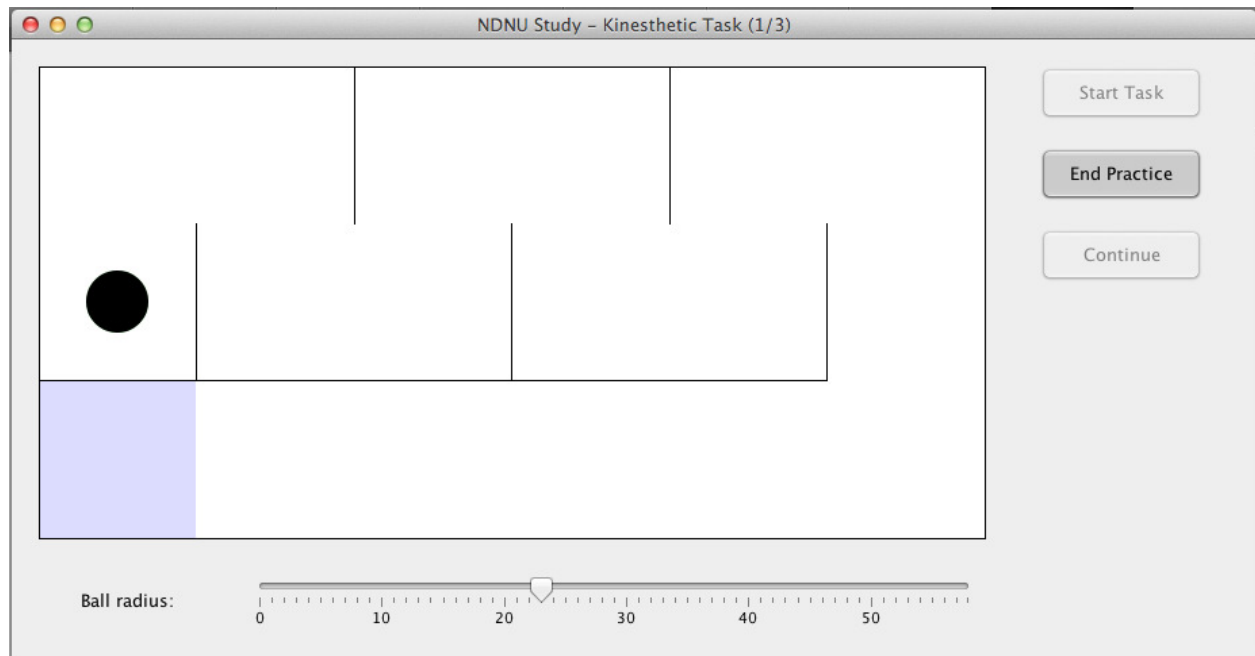 NDNU Study – Kinesthetic Task (1/3)
Start Task
End Practice
Continue
Ball radius:
0 10 20 30 40 50